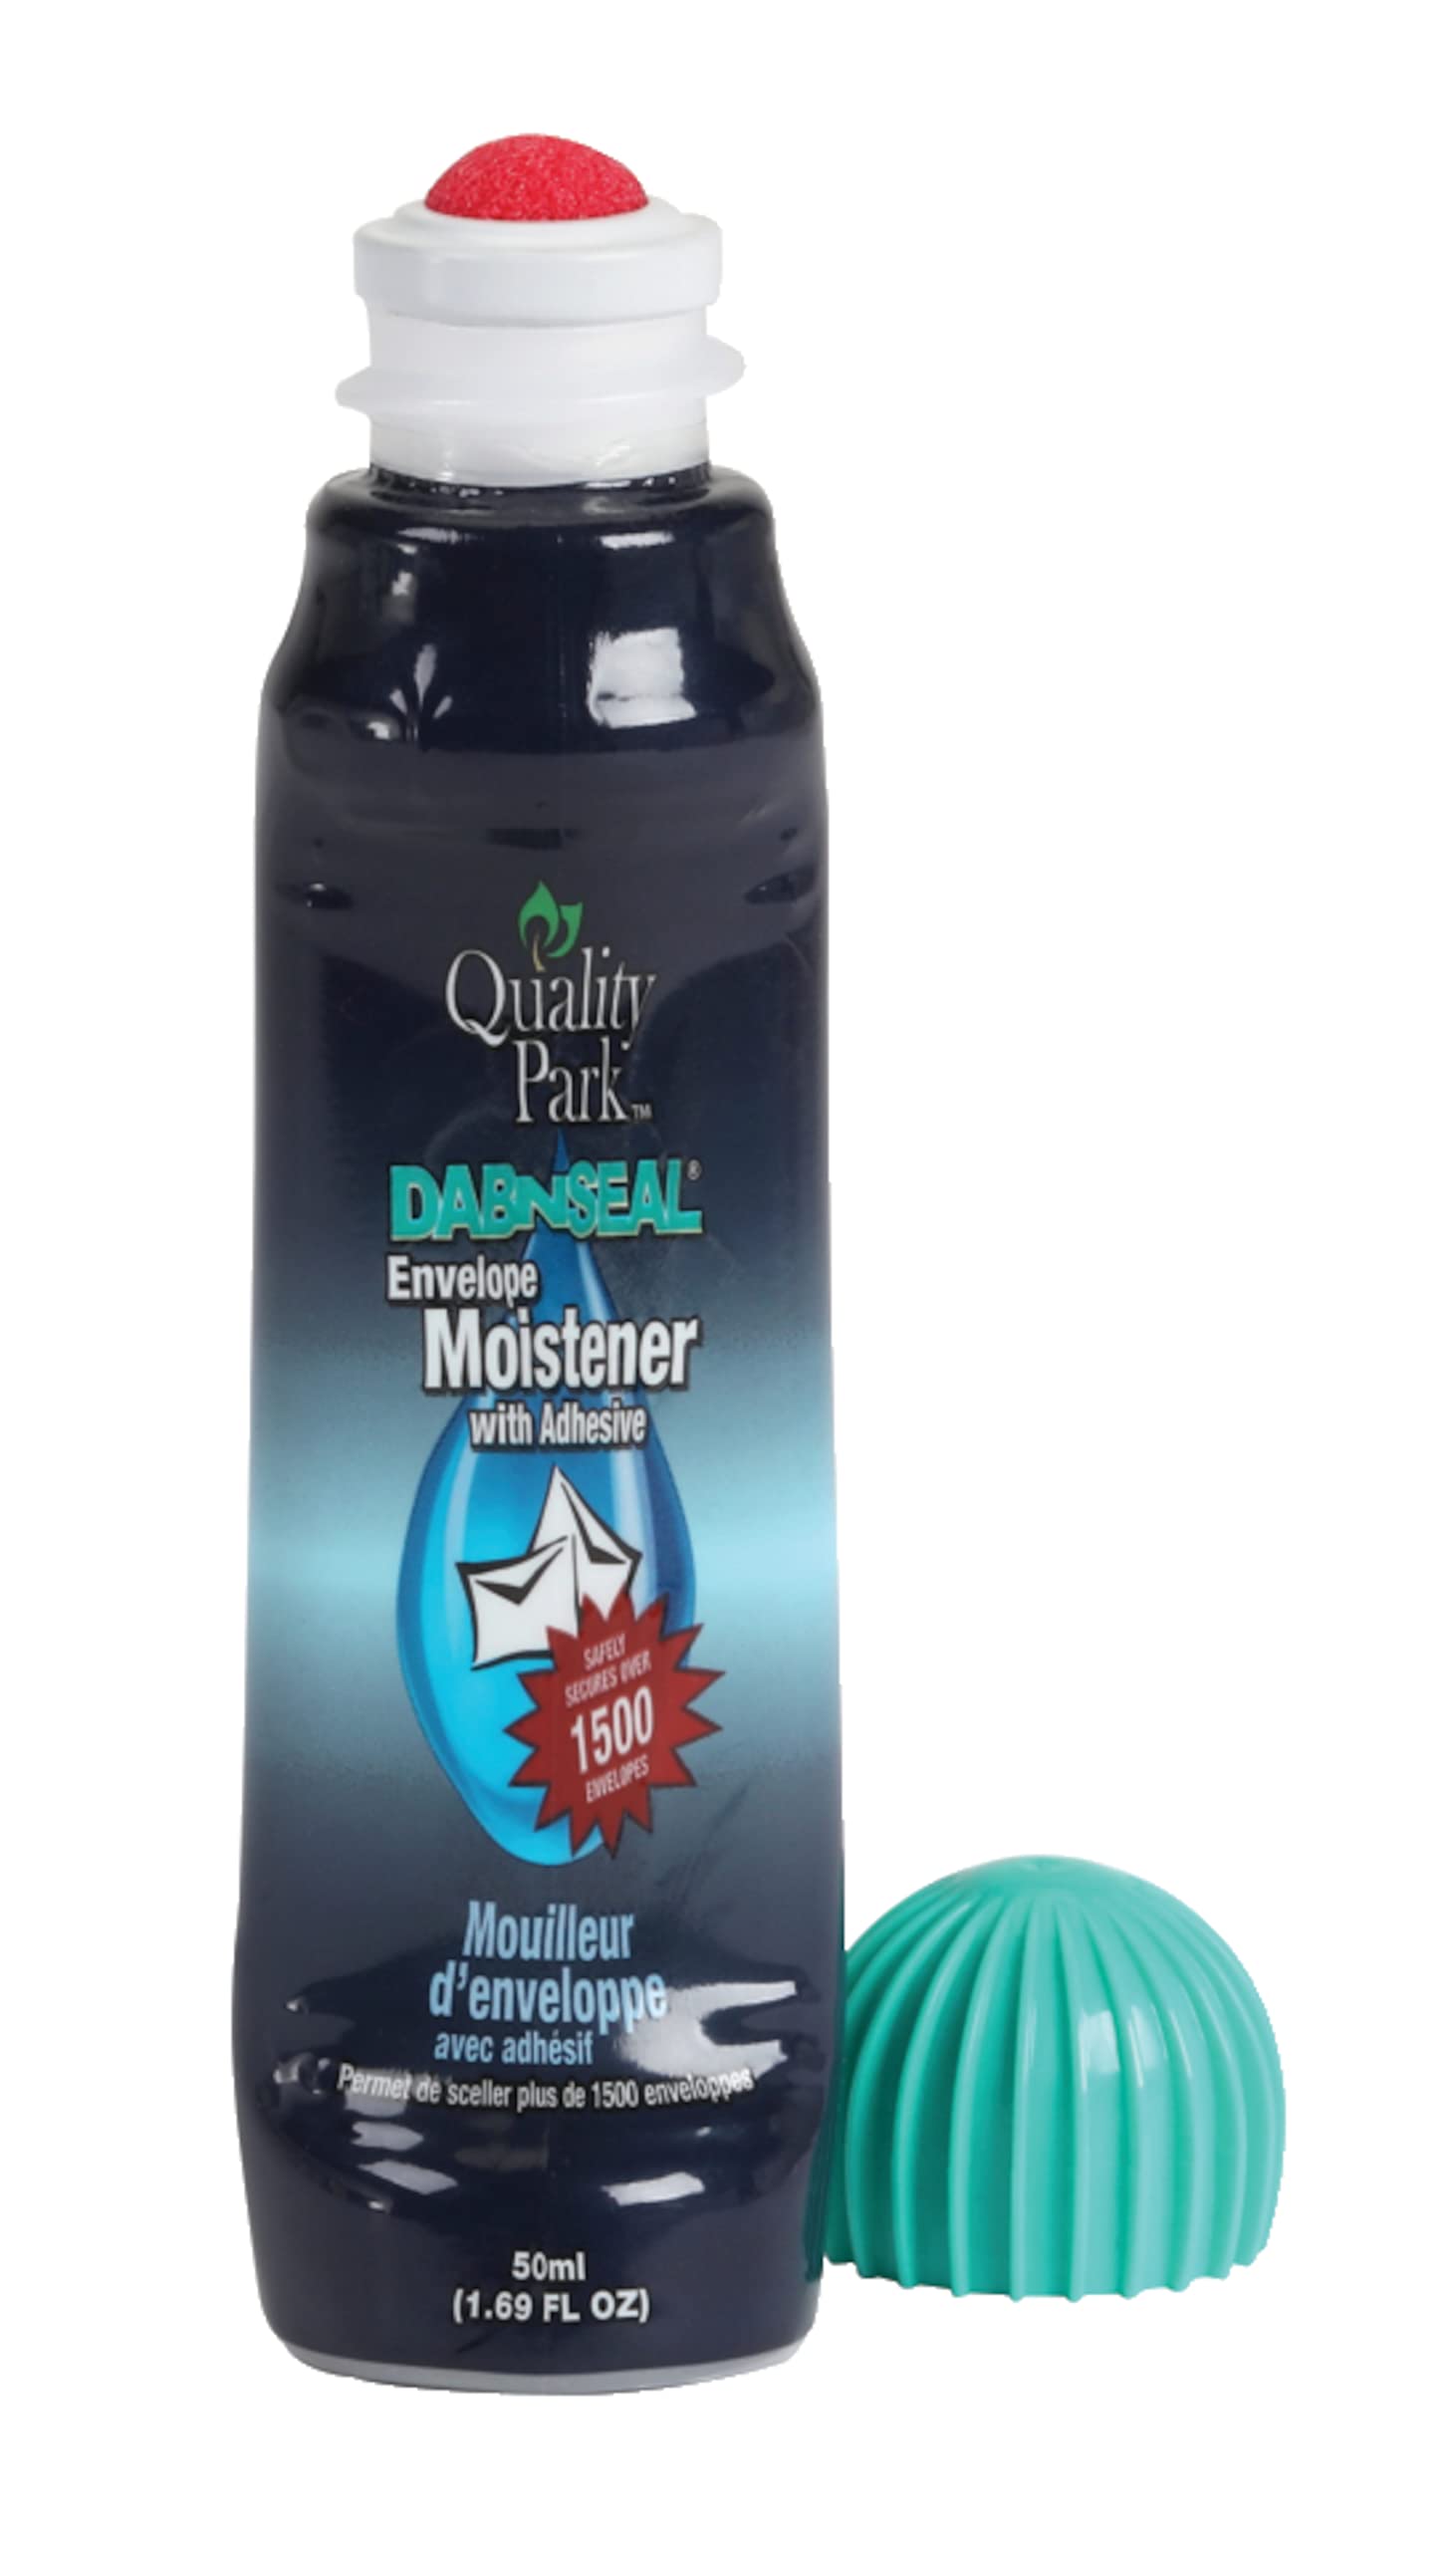 Quality
Park™
DABNSEAL®
Envelope
Moistener
with Adhesive
SAFELY
SECURES OVER
1500
ENVELOPES
Mouilleur
d'enveloppe
avec adhésif
Permet de sceller plus de 1500 enveloppes
50ml
(1.69 FL OZ)